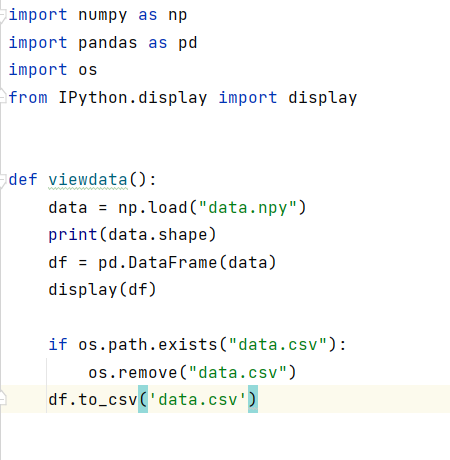 import numpy as np
import pandas as pd
import os
from IPython.display import display
def viewdata():
    data = np.load("data.npy")
    print(data.shape)
    df = pd.DataFrame(data)
    display(df)
    if os.path.exists("data.csv"):
        os.remove("data.csv")
    df.to_csv('data.csv')